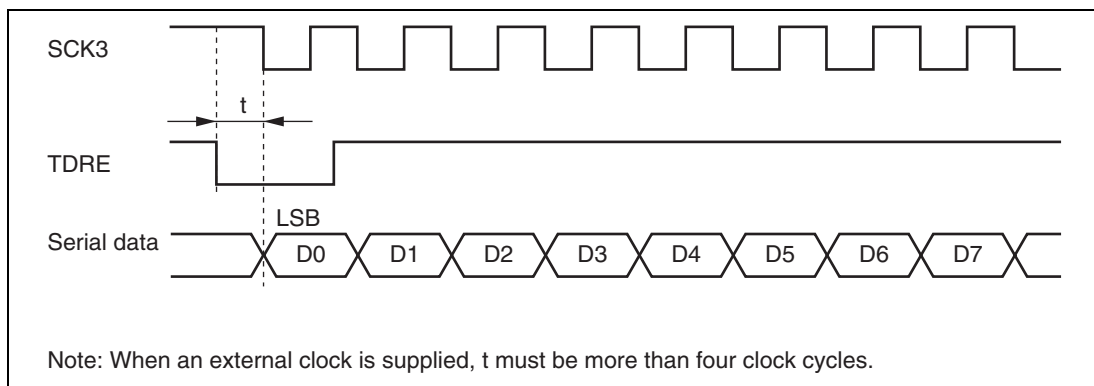 SCK3
t
TDRE
LSB
Serial data D0 D1 D2 D3 D4 D5 D6 D7
Note: When an external clock is supplied, t must be more than four clock cycles.